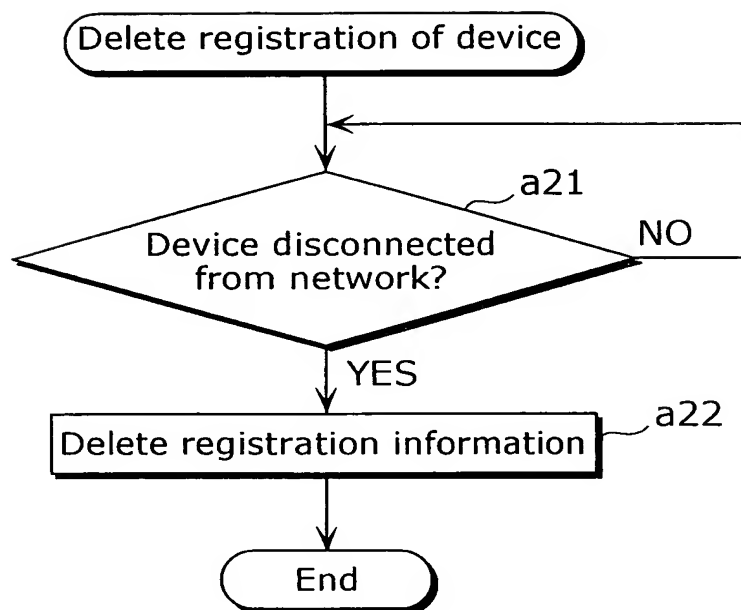 Delete registration of device
a21
Device disconnected
from network?
NO
YES
a22
Delete registration information
End